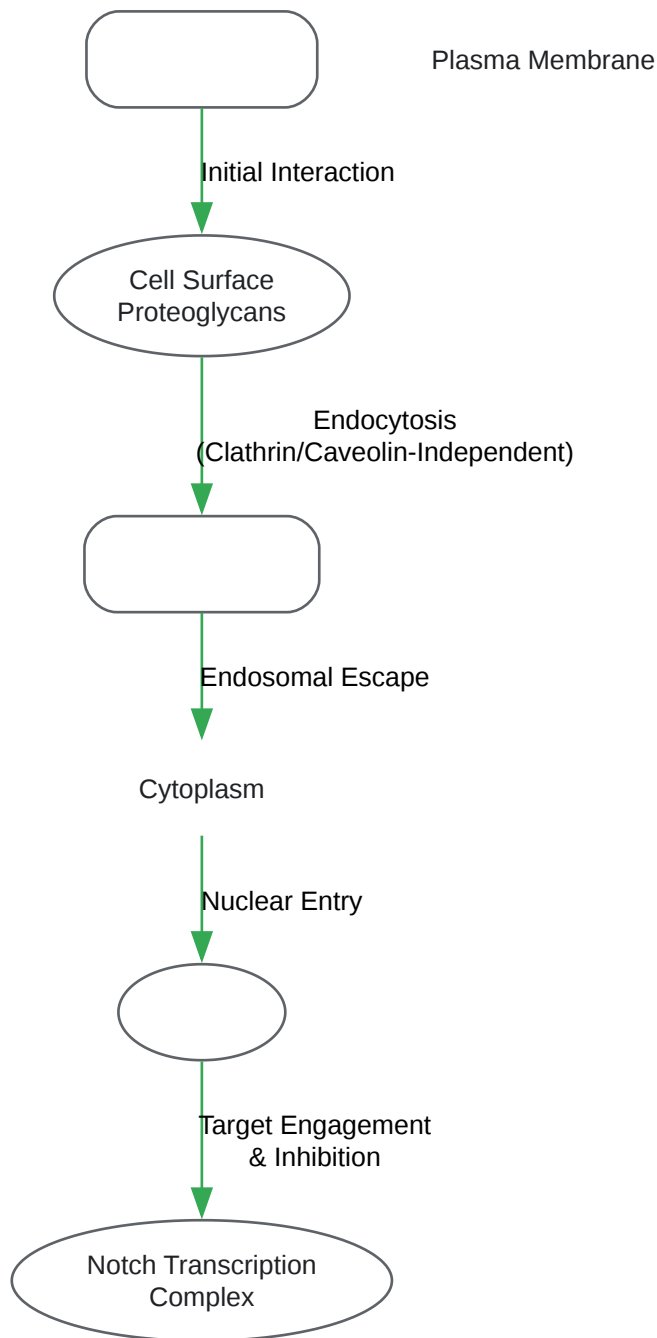 Plasma Membrane
Initial Interaction
Cell Surface
Proteoglycans
Endocytosis
(Clathrin/Caveolin-Independent)
Endosomal Escape
Cytoplasm
Nuclear Entry
Target Engagement
& Inhibition
Notch Transcription
Complex